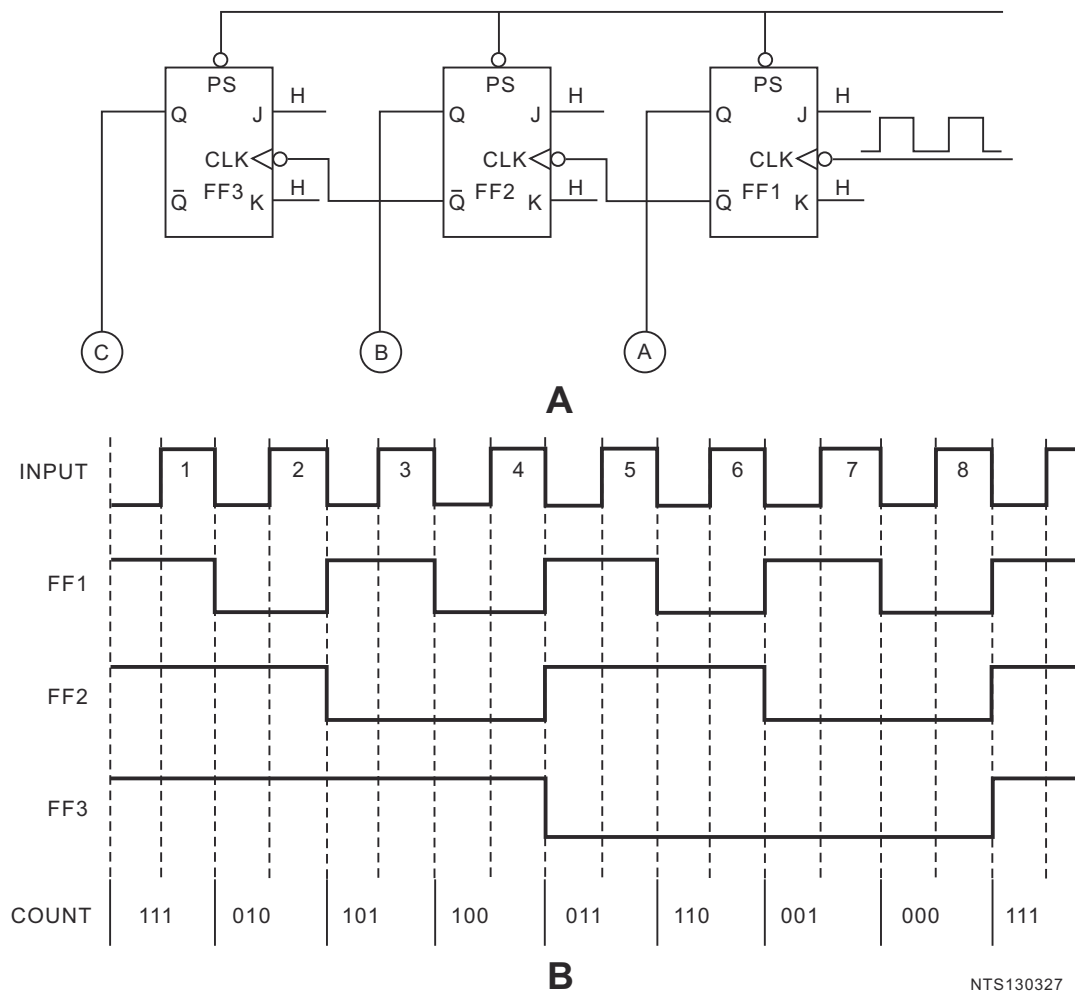 PS PS PS
H H H
Q J Q J Q J
CLK CLK CLK
Q̄ FF3 K Q̄ FF2 K Q̄ FF1 K
H H H
C B A
A
INPUT 1 2 3 4 5 6 7 8
FF1
FF2
FF3
COUNT 111 010 101 100 011 110 001 000 111
B
NTS130327